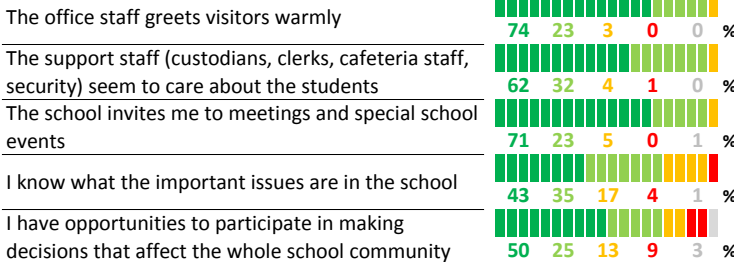 The office staff greets visitors warmly
74 23 3 0 0 %
The support staff (custodians, clerks, cafeteria staff,
security) seem to care about the students
62 32 4 1 0 %
The school invites me to meetings and special school
events
71 23 5 0 1 %
I know what the important issues are in the school
43 35 17 4 1 %
I have opportunities to participate in making
decisions that affect the whole school community
50 25 13 9 3 %